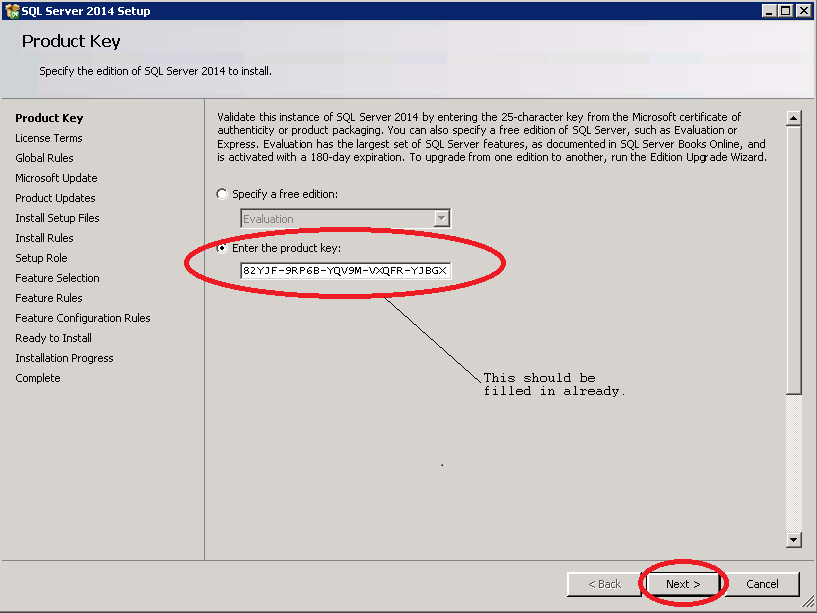 SQL Server 2014 Setup
Product Key
Specify the edition of SQL Server 2014 to install.
Product Key
License Terms
Global Rules
Microsoft Update
Product Updates
Install Setup Files
Install Rules
Setup Role
Feature Selection
Feature Rules
Feature Configuration Rules
Ready to Install
Installation Progress
Complete
Validate this instance of SQL Server 2014 by entering the 25-character key from the Microsoft certificate of
authenticity or product packaging. You can also specify a free edition of SQL Server, such as Evaluation or
Express. Evaluation has the largest set of SQL Server features, as documented in SQL Server Books Online, and
is activated with a 180-day expiration. To upgrade from one edition to another, run the Edition Upgrade Wizard.
Specify a free edition:
Evaluation
Enter the product key:
82YJF-9RP6B-YQV9M-VXQFR-YJBGX
This should be
filled in already.
< Back
Next >
Cancel